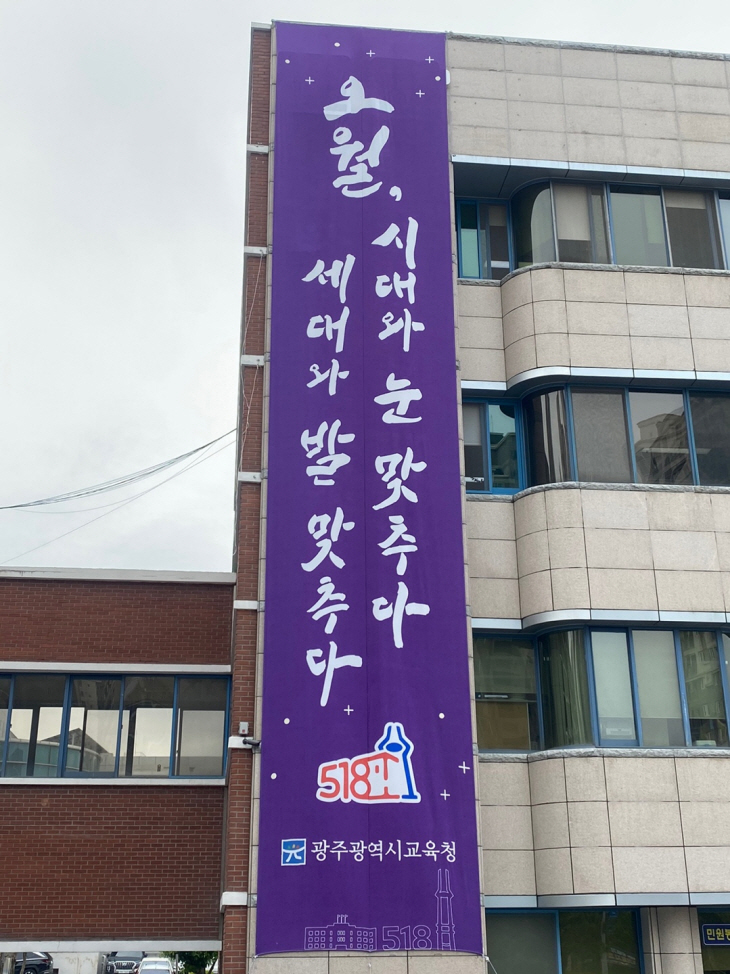 오월,
시대와 눈 맞추다
세대와 발 맞추다
518
광주광역시교육청
518
민원